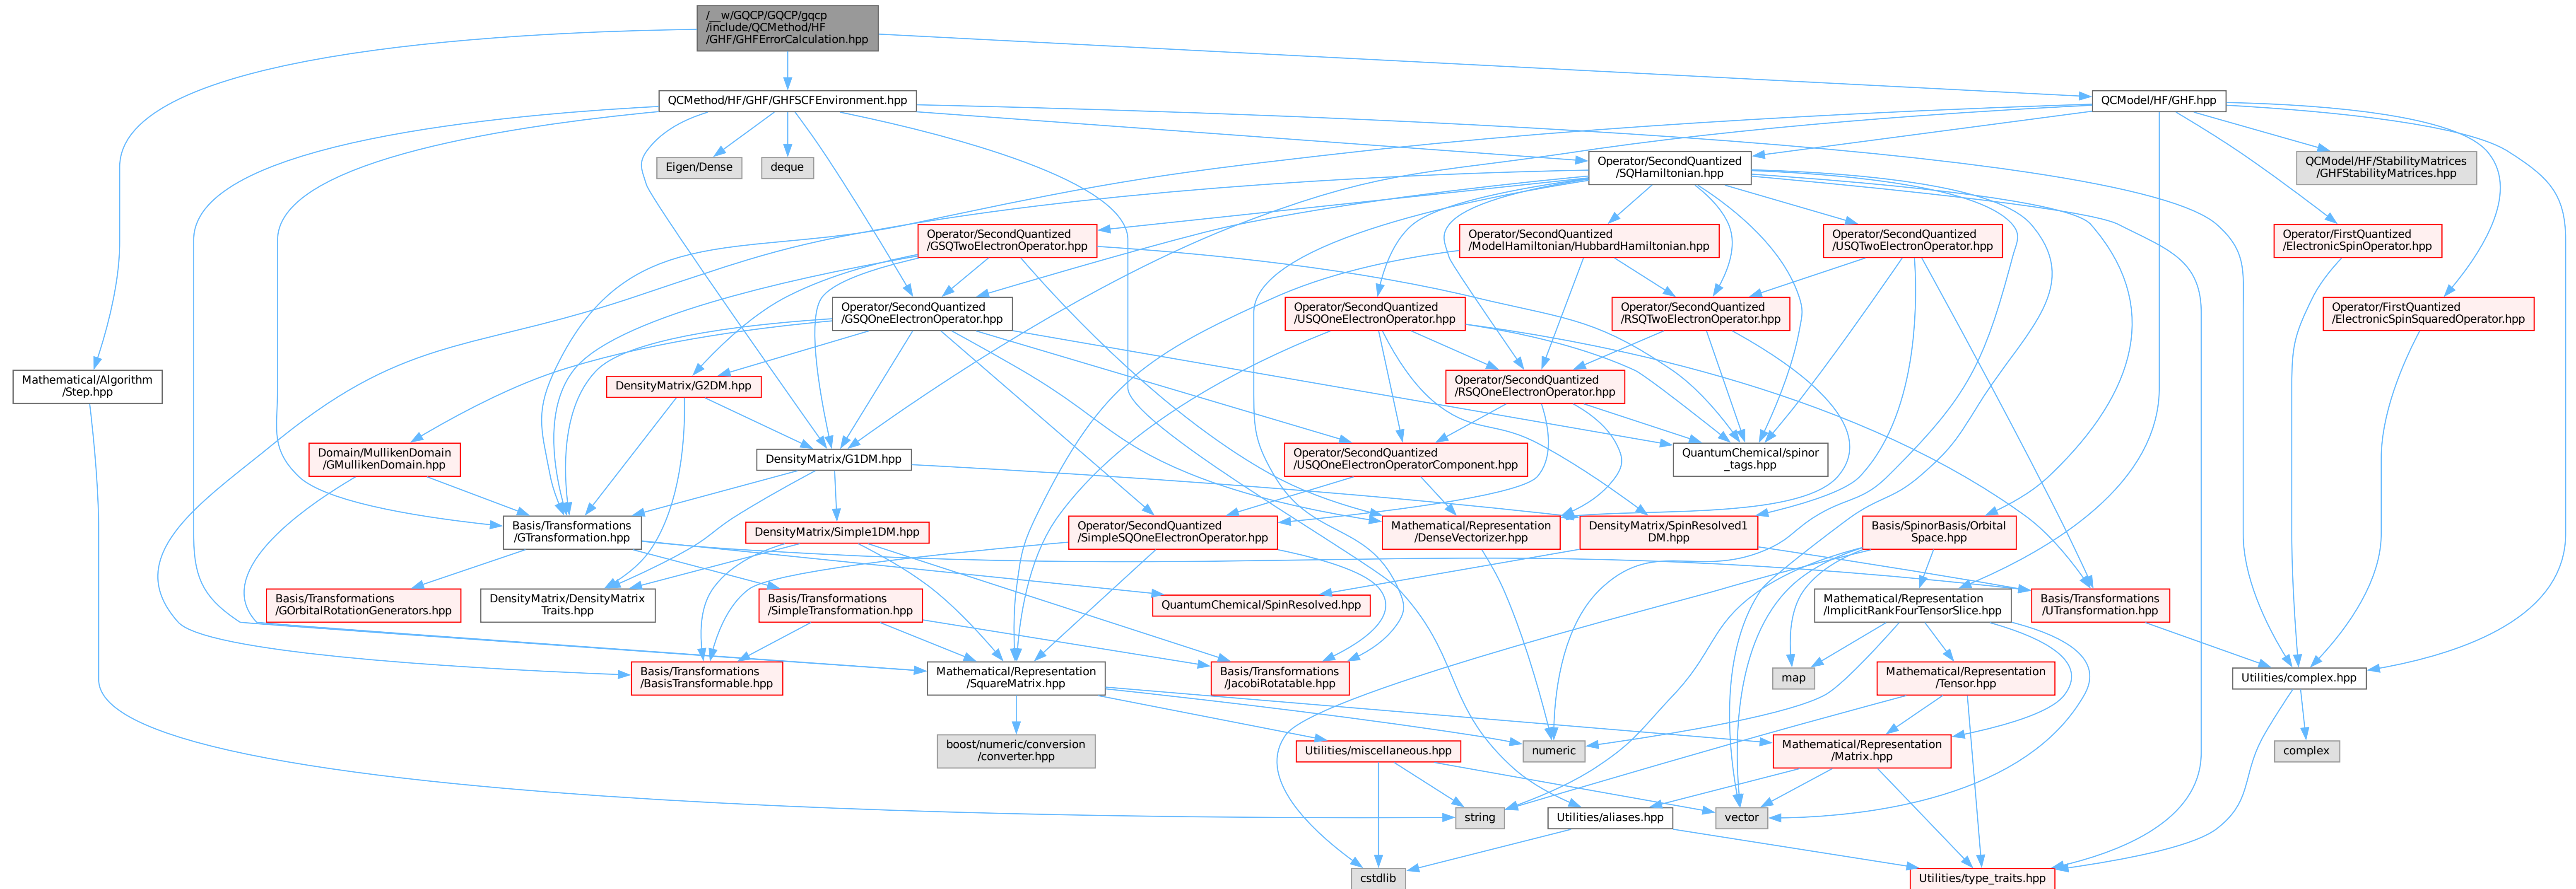 /__w/GQCP/GQCP/gqcp
/include/QCMethod/HF
/GHF/GHFErrorCalculation.hpp
QCMethod/HF/GHF/GHFSCFEnvironment.hpp
QCModel/HF/GHF.hpp
Eigen/Dense
deque
Operator/SecondQuantized
/SQHamiltonian.hpp
QCModel/HF/StabilityMatrices
/GHFStabilityMatrices.hpp
Operator/SecondQuantized
/GSQTwoElectronOperator.hpp
Operator/SecondQuantized
/ModelHamiltonian/HubbardHamiltonian.hpp
Operator/SecondQuantized
/USQTwoElectronOperator.hpp
Operator/FirstQuantized
/ElectronicSpinOperator.hpp
Operator/SecondQuantized
/GSQOneElectronOperator.hpp
Operator/SecondQuantized
/USQOneElectronOperator.hpp
Operator/SecondQuantized
/RSQTwoElectronOperator.hpp
Operator/FirstQuantized
/ElectronicSpinSquaredOperator.hpp
Mathematical/Algorithm
/Step.hpp
DensityMatrix/G2DM.hpp
Operator/SecondQuantized
/RSQOneElectronOperator.hpp
Domain/MullikenDomain
/GMullikenDomain.hpp
DensityMatrix/G1DM.hpp
Operator/SecondQuantized
/USQOneElectronOperatorComponent.hpp
QuantumChemical/spinor
_tags.hpp
Basis/Transformations
/GTransformation.hpp
DensityMatrix/Simple1DM.hpp
Operator/SecondQuantized
/SimpleSQOneElectronOperator.hpp
Mathematical/Representation
/DenseVectorizer.hpp
DensityMatrix/SpinResolved1
DM.hpp
Basis/SpinorBasis/Orbital
Space.hpp
Basis/Transformations
/GOrbitalRotationGenerators.hpp
DensityMatrix/DensityMatrix
Traits.hpp
Basis/Transformations
/SimpleTransformation.hpp
QuantumChemical/SpinResolved.hpp
Mathematical/Representation
/ImplicitRankFourTensorSlice.hpp
Basis/Transformations
/UTransformation.hpp
Basis/Transformations
/BasisTransformable.hpp
Mathematical/Representation
/SquareMatrix.hpp
Basis/Transformations
/JacobiRotatable.hpp
map
Mathematical/Representation
/Tensor.hpp
Utilities/complex.hpp
boost/numeric/conversion
/converter.hpp
Utilities/miscellaneous.hpp
numeric
Mathematical/Representation
/Matrix.hpp
complex
string
Utilities/aliases.hpp
vector
cstdlib
Utilities/type_traits.hpp